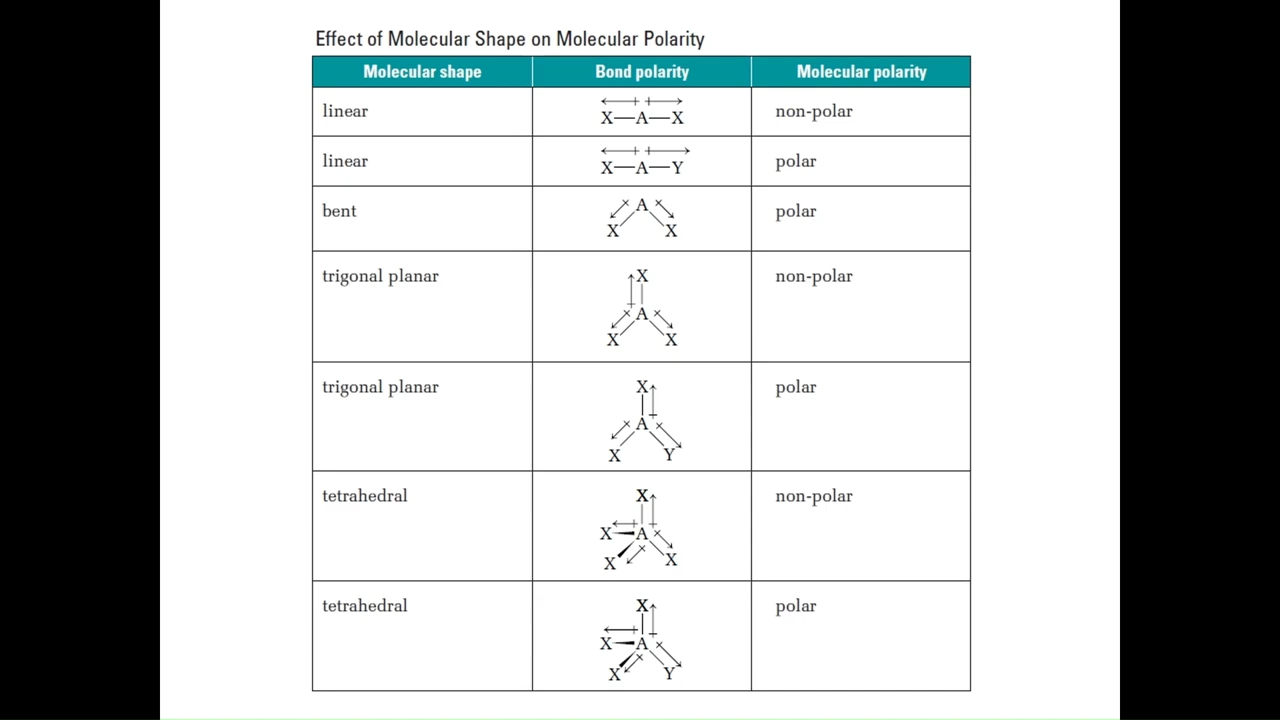 Effect of Molecular Shape on Molecular Polarity
Molecular shape Bond polarity Molecular polarity
linear X—A—X non-polar
linear X—A—Y polar
bent A polar
X X
trigonal planar X non-polar
A
X X
trigonal planar X polar
A
X Y
tetrahedral X non-polar
X A
X X
tetrahedral X polar
X A
X Y